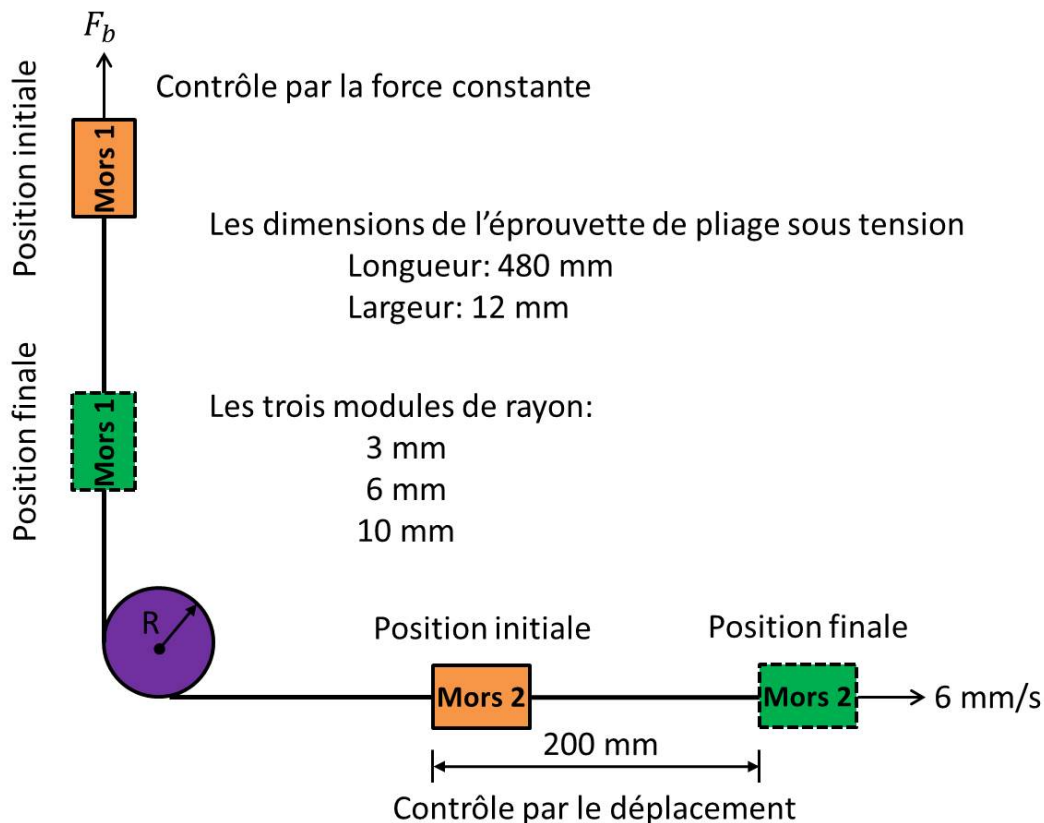 F_b
Contrôle par la force constante
Position initiale
Mors 1
Les dimensions de l'éprouvette de pliage sous tension
Longueur: 480 mm
Largeur: 12 mm
Position finale
Mors 1
Les trois modules de rayon:
3 mm
6 mm
10 mm
R
Position initiale
Position finale
Mors 2
Mors 2
6 mm/s
200 mm
Contrôle par le déplacement